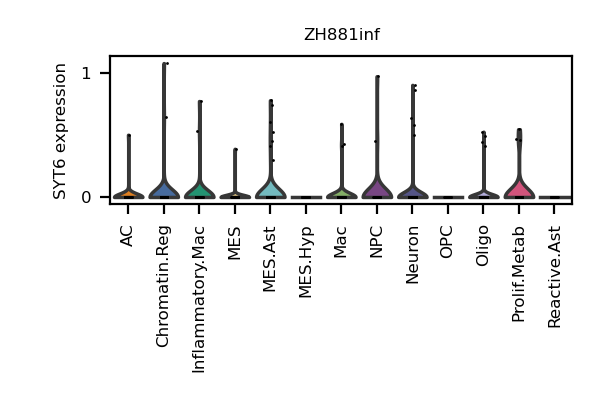 ZH881inf
SYT6 expression
1
0
AC
Chromatin.Reg
Inflammatory.Mac
MES
MES.Ast
MES.Hyp
Mac
NPC
Neuron
OPC
Oligo
Prolif.Metab
Reactive.Ast